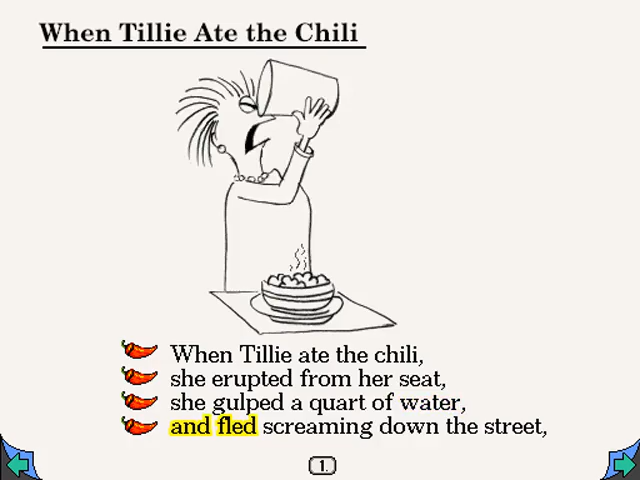 When Tillie Ate the Chili
When Tillie ate the chili,
she erupted from her seat,
she gulped a quart of water,
and fled screaming down the street,
1.